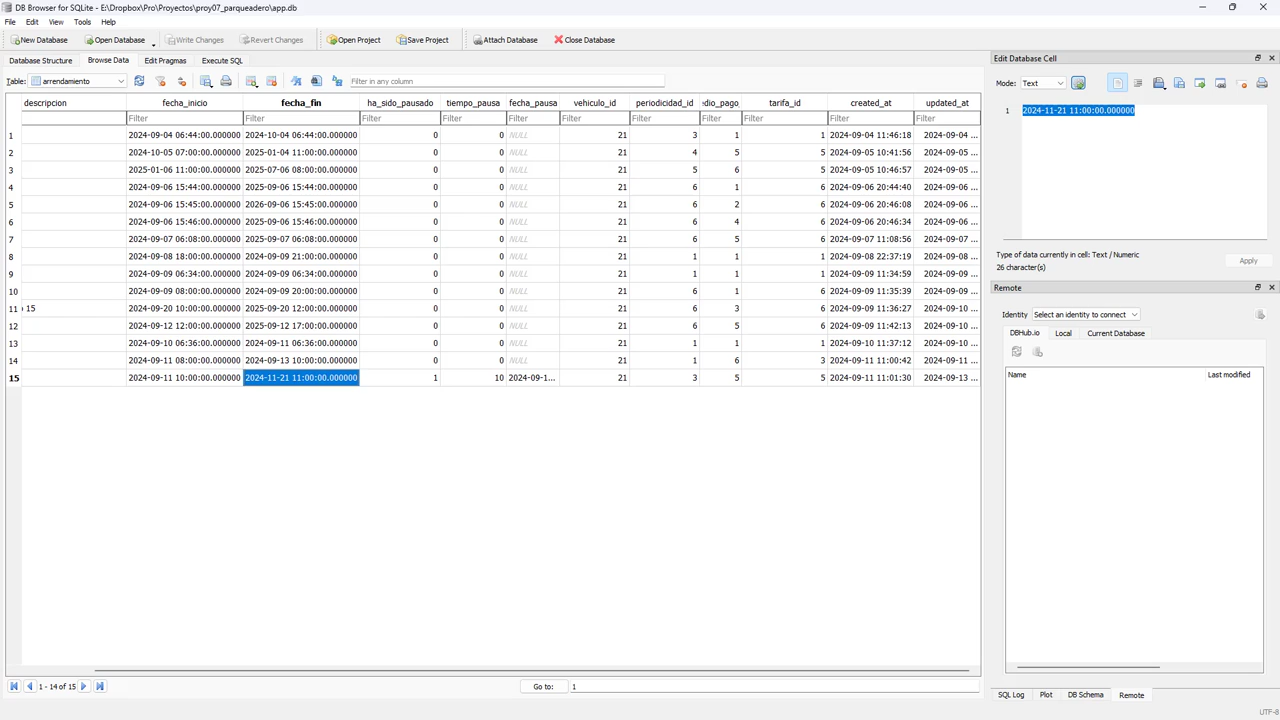 DB Browser for SQLite - E:\Dropbox\Pro\Proyectos\proy07_parqueadero\app.db
File Edit View Tools Help
New Database Open Database Write Changes Revert Changes Open Project Save Project Attach Database Close Database
Database Structure Browse Data Edit Pragmas Execute SQL
Table: arrendamiento Filter in any column
descripcion fecha_inicio fecha_fin ha_sido_pausado tiempo_pausa fecha_pausa vehiculo_id periodicidad_id dio_pago tarifa_id created_at updated_at
Filter Filter Filter Filter Filter Filter Filter Filter Filter Filter Filter
1 2024-09-04 06:44:00.000000 2024-10-04 06:44:00.000000 0 0 NULL 21 3 1 1 2024-09-04 11:46:18 2024-09-04 ...
2 2024-10-05 07:00:00.000000 2025-01-04 11:00:00.000000 0 0 NULL 21 4 5 5 2024-09-05 10:41:56 2024-09-05 ...
3 2025-01-06 11:00:00.000000 2025-07-06 08:00:00.000000 0 0 NULL 21 5 6 5 2024-09-05 10:46:57 2024-09-05 ...
4 2024-09-06 15:44:00.000000 2025-09-06 15:44:00.000000 0 0 NULL 21 6 1 6 2024-09-06 20:44:40 2024-09-06 ...
5 2024-09-06 15:45:00.000000 2026-09-06 15:45:00.000000 0 0 NULL 21 6 2 6 2024-09-06 20:46:08 2024-09-06 ...
6 2024-09-06 15:46:00.000000 2025-09-06 15:46:00.000000 0 0 NULL 21 6 4 6 2024-09-06 20:46:34 2024-09-06 ...
7 2024-09-07 06:08:00.000000 2025-09-07 06:08:00.000000 0 0 NULL 21 6 5 6 2024-09-07 11:08:56 2024-09-07 ...
8 2024-09-08 18:00:00.000000 2024-09-08 21:00:00.000000 0 0 NULL 21 1 1 1 2024-09-08 22:37:19 2024-09-08 ...
9 2024-09-09 06:34:00.000000 2024-09-09 06:34:00.000000 0 0 NULL 21 1 1 1 2024-09-09 11:34:59 2024-09-09 ...
10 2024-09-09 08:00:00.000000 2024-09-09 20:00:00.000000 0 0 NULL 21 6 1 6 2024-09-09 11:35:39 2024-09-09 ...
11 15 2024-09-20 10:00:00.000000 2025-09-20 12:00:00.000000 0 0 NULL 21 6 3 6 2024-09-09 11:36:27 2024-09-10 ...
12 2024-09-12 12:00:00.000000 2025-09-12 17:00:00.000000 0 0 NULL 21 6 5 6 2024-09-09 11:42:13 2024-09-10 ...
13 2024-09-10 06:36:00.000000 2024-09-11 06:36:00.000000 0 0 NULL 21 1 1 1 2024-09-10 11:37:12 2024-09-10 ...
14 2024-09-11 08:00:00.000000 2024-09-13 10:00:00.000000 0 0 NULL 21 1 6 3 2024-09-11 11:00:42 2024-09-11 ...
15 2024-09-11 10:00:00.000000 2024-11-21 11:00:00.000000 1 10 2024-09-1... 21 3 5 5 2024-09-11 11:01:30 2024-09-13 ...
1 - 14 of 15 Go to: 1
Edit Database Cell
Mode: Text
1 2024-11-21 11:00:00.000000
Type of data currently in cell: Text / Numeric
26 character(s)
Apply
Remote
Identity Select an identity to connect
DBHub.io Local Current Database
Name Last modified
SQL Log Plot DB Schema Remote
UTF-8